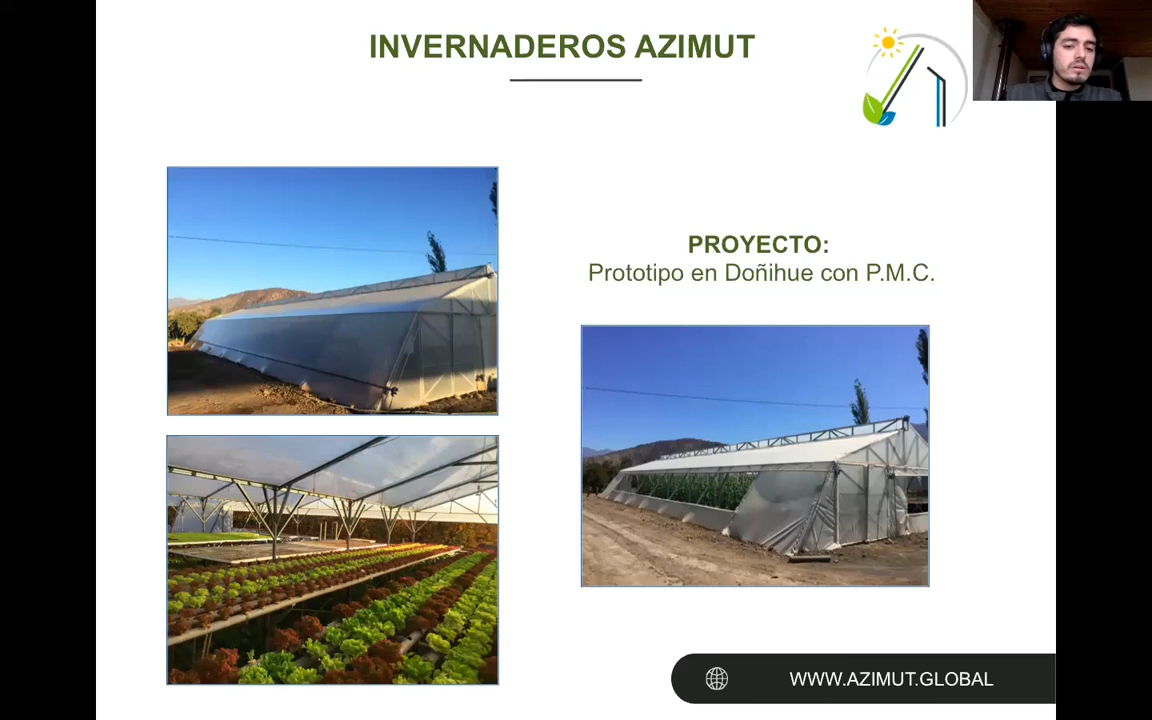 INVERNADEROS AZIMUT
PROYECTO:
Prototipo en Doñihue con P.M.C.
WWW.AZIMUT.GLOBAL